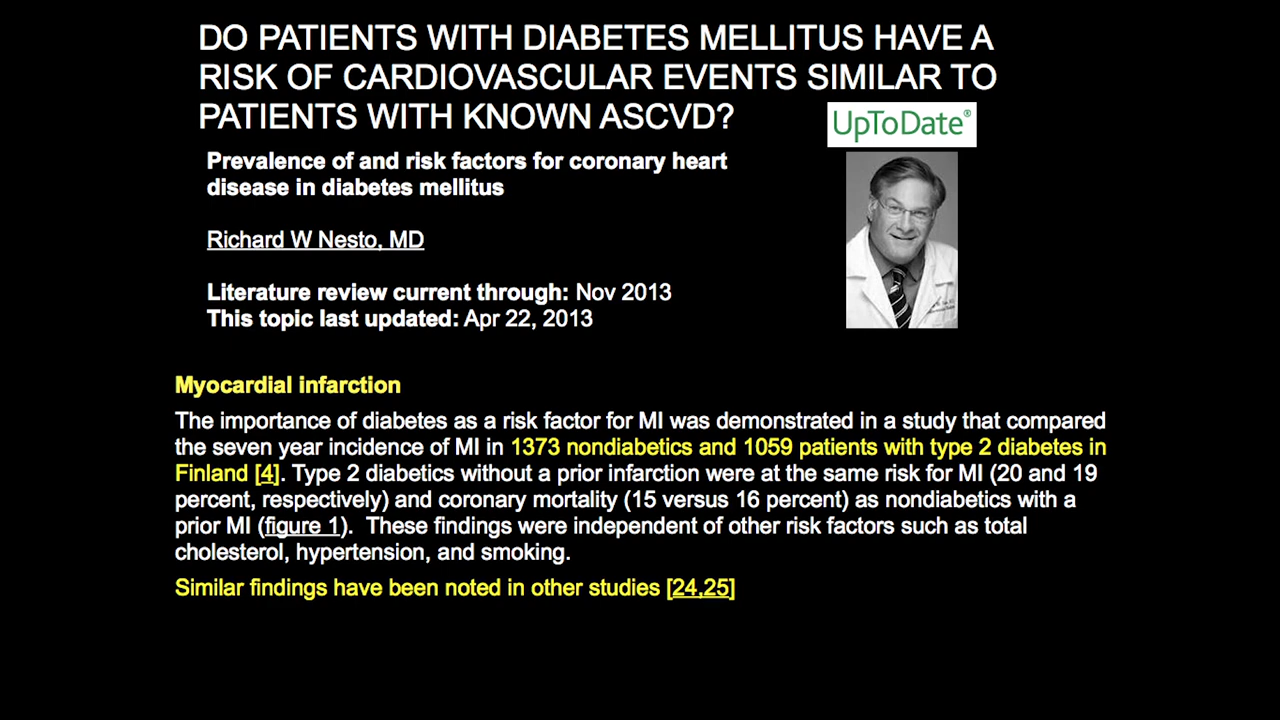 DO PATIENTS WITH DIABETES MELLITUS HAVE A
RISK OF CARDIOVASCULAR EVENTS SIMILAR TO
PATIENTS WITH KNOWN ASCVD?
UpToDate®
Prevalence of and risk factors for coronary heart
disease in diabetes mellitus
Richard W Nesto, MD
Literature review current through: Nov 2013
This topic last updated: Apr 22, 2013
Myocardial infarction
The importance of diabetes as a risk factor for MI was demonstrated in a study that compared
the seven year incidence of MI in 1373 nondiabetics and 1059 patients with type 2 diabetes in
Finland [4]. Type 2 diabetics without a prior infarction were at the same risk for MI (20 and 19
percent, respectively) and coronary mortality (15 versus 16 percent) as nondiabetics with a
prior MI (figure 1). These findings were independent of other risk factors such as total
cholesterol, hypertension, and smoking.
Similar findings have been noted in other studies [24,25]